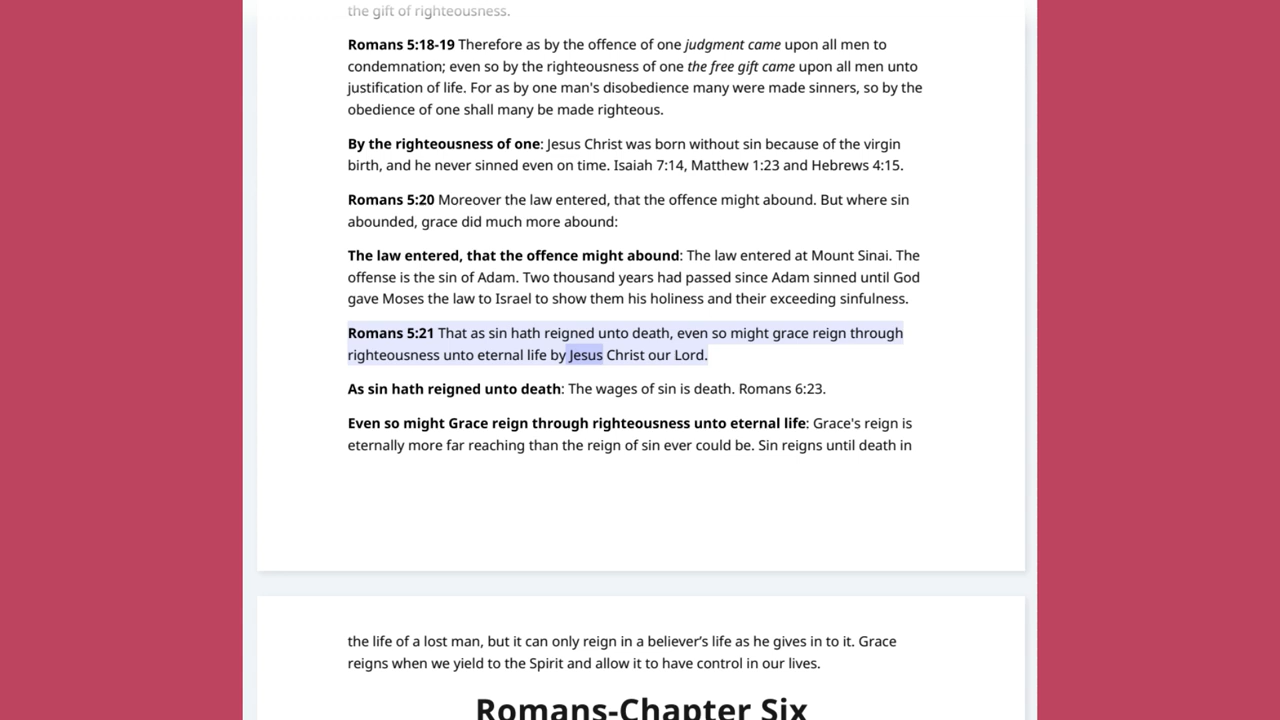 the gift of righteousness.
Romans 5:18-19 Therefore as by the offence of one judgment came upon all men to
condemnation; even so by the righteousness of one the free gift came upon all men unto
justification of life. For as by one man's disobedience many were made sinners, so by the
obedience of one shall many be made righteous.
By the righteousness of one: Jesus Christ was born without sin because of the virgin
birth, and he never sinned even on time. Isaiah 7:14, Matthew 1:23 and Hebrews 4:15.
Romans 5:20 Moreover the law entered, that the offence might abound. But where sin
abounded, grace did much more abound:
The law entered, that the offence might abound: The law entered at Mount Sinai. The
offense is the sin of Adam. Two thousand years had passed since Adam sinned until God
gave Moses the law to Israel to show them his holiness and their exceeding sinfulness.
Romans 5:21 That as sin hath reigned unto death, even so might grace reign through
righteousness unto eternal life by Jesus Christ our Lord.
As sin hath reigned unto death: The wages of sin is death. Romans 6:23.
Even so might Grace reign through righteousness unto eternal life: Grace's reign is
eternally more far reaching than the reign of sin ever could be. Sin reigns until death in
the life of a lost man, but it can only reign in a believer’s life as he gives in to it. Grace
reigns when we yield to the Spirit and allow it to have control in our lives.
Romans-Chapter Six